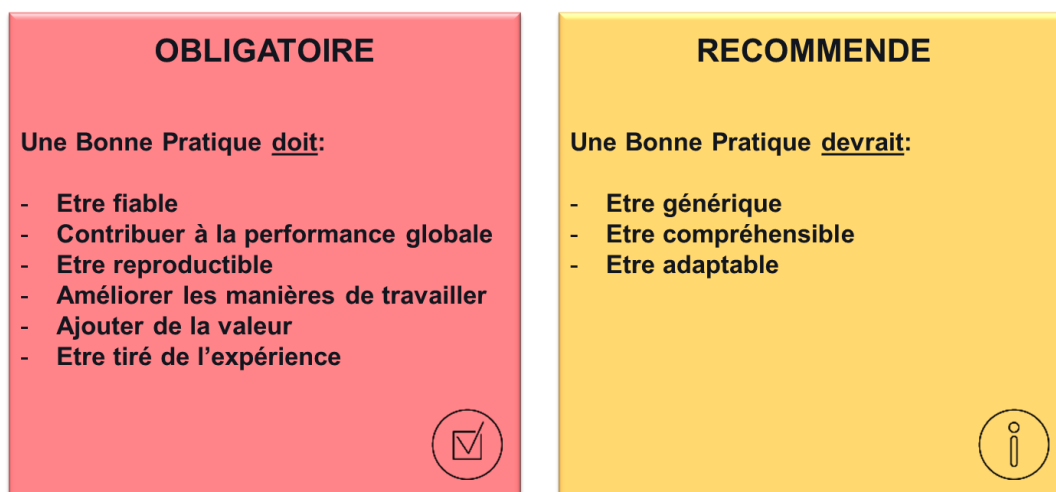 OBLIGATOIRE
Une Bonne Pratique doit:
- Etre fiable
- Contribuer à la performance globale
- Etre reproductible
- Améliorer les manières de travailler
- Ajouter de la valeur
- Etre tiré de l’expérience
RECOMMENDE
Une Bonne Pratique devrait:
- Etre générique
- Etre compréhensible
- Etre adaptable